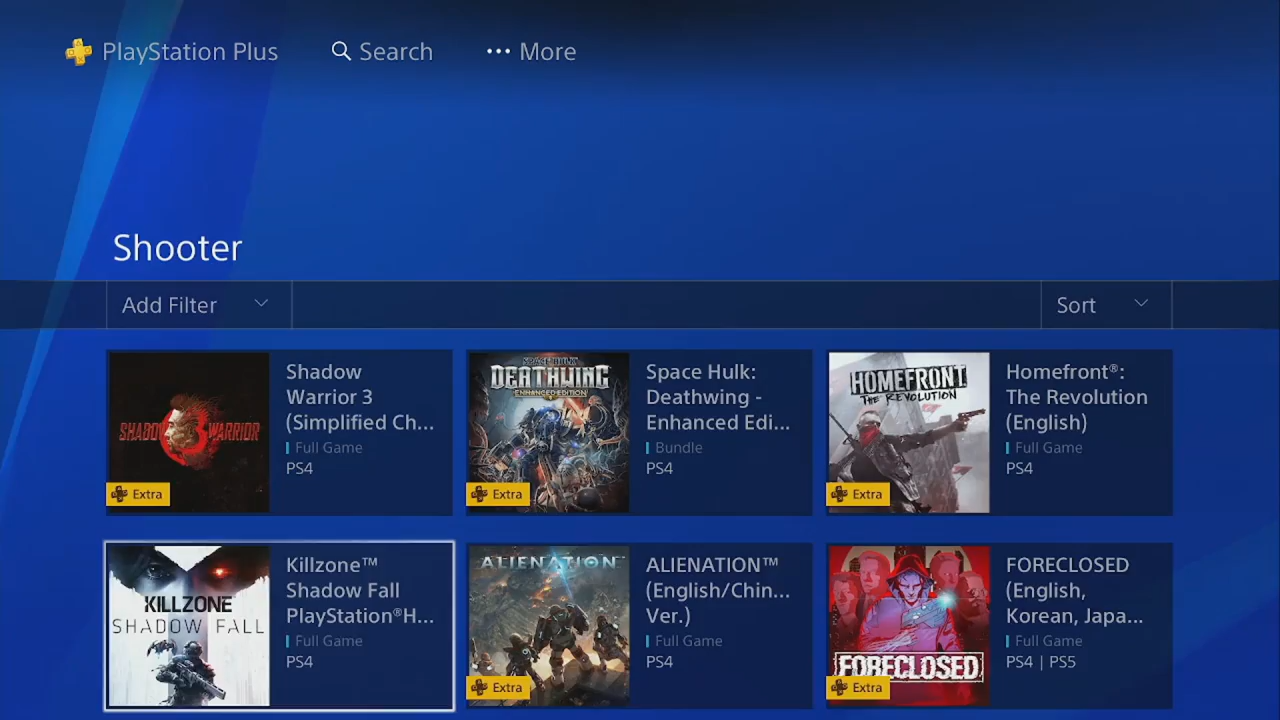 PlayStation Plus
Search
More
Shooter
Add Filter
Sort
SHADOW WARRIOR
3
Extra
Shadow
Warrior 3
(Simplified Ch...
Full Game
PS4
SPACE HULK:
DEATHWING
ENHANCED EDITION
Extra
Space Hulk:
Deathwing -
Enhanced Edi...
Bundle
PS4
HOMEFRONT
THE REVOLUTION
Extra
Homefront®:
The Revolution
(English)
Full Game
PS4
KILLZONE
SHADOW FALL
Killzone™
Shadow Fall
PlayStation®H...
Full Game
PS4
ALIENATION
Extra
ALIENATION™
(English/Chin...
Ver.)
Full Game
PS4
FORECLOSED
Extra
FORECLOSED
(English,
Korean, Japa...
Full Game
PS4 | PS5